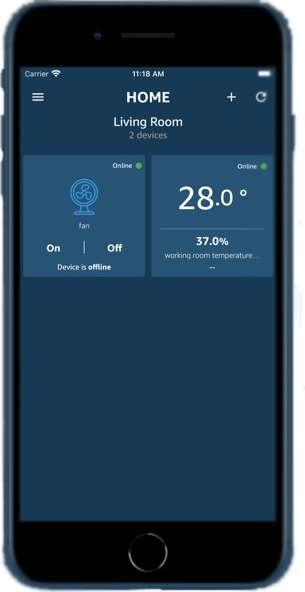 Carrier 11:18 AM
HOME
Living Room
2 devices
Online
fan
On | Off
Device is offline
Online
28.0 °
37.0%
working room temperature...
--